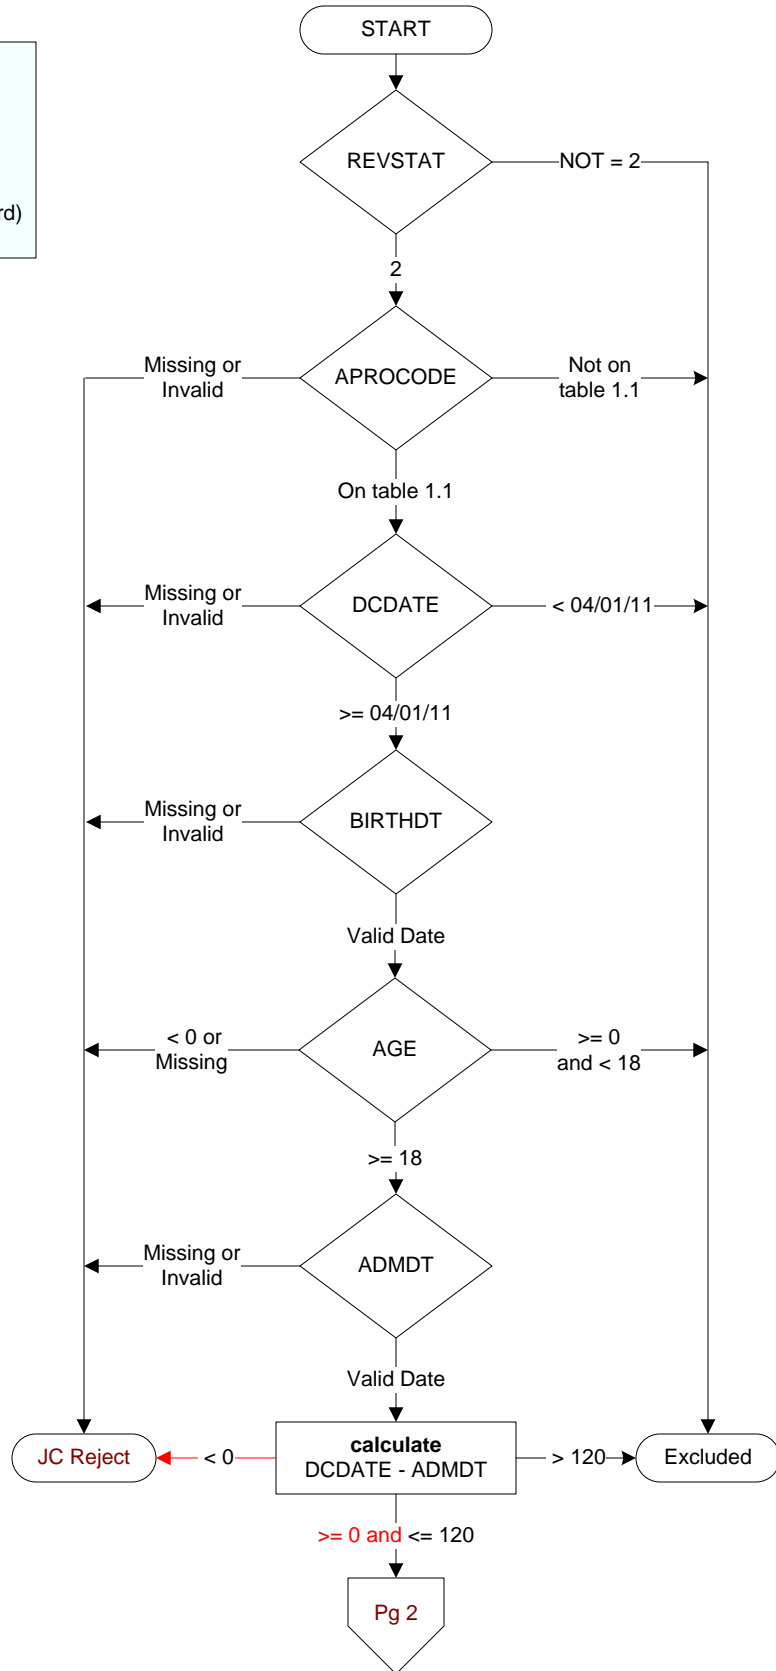 START
REVSTAT
NOT = 2
2
rd)
Missing or
Invalid
APROCODE
Not on
table 1.1
On table 1.1
Missing or
Invalid
DCDATE
< 04/01/11
>= 04/01/11
Missing or
Invalid
BIRTHDT
Valid Date
< 0 or
Missing
AGE
>= 0
and < 18
>= 18
Missing or
Invalid
ADMDT
Valid Date
JC Reject
< 0
calculate
DCDATE - ADMDT
> 120
Excluded
>= 0 and <= 120
Pg 2